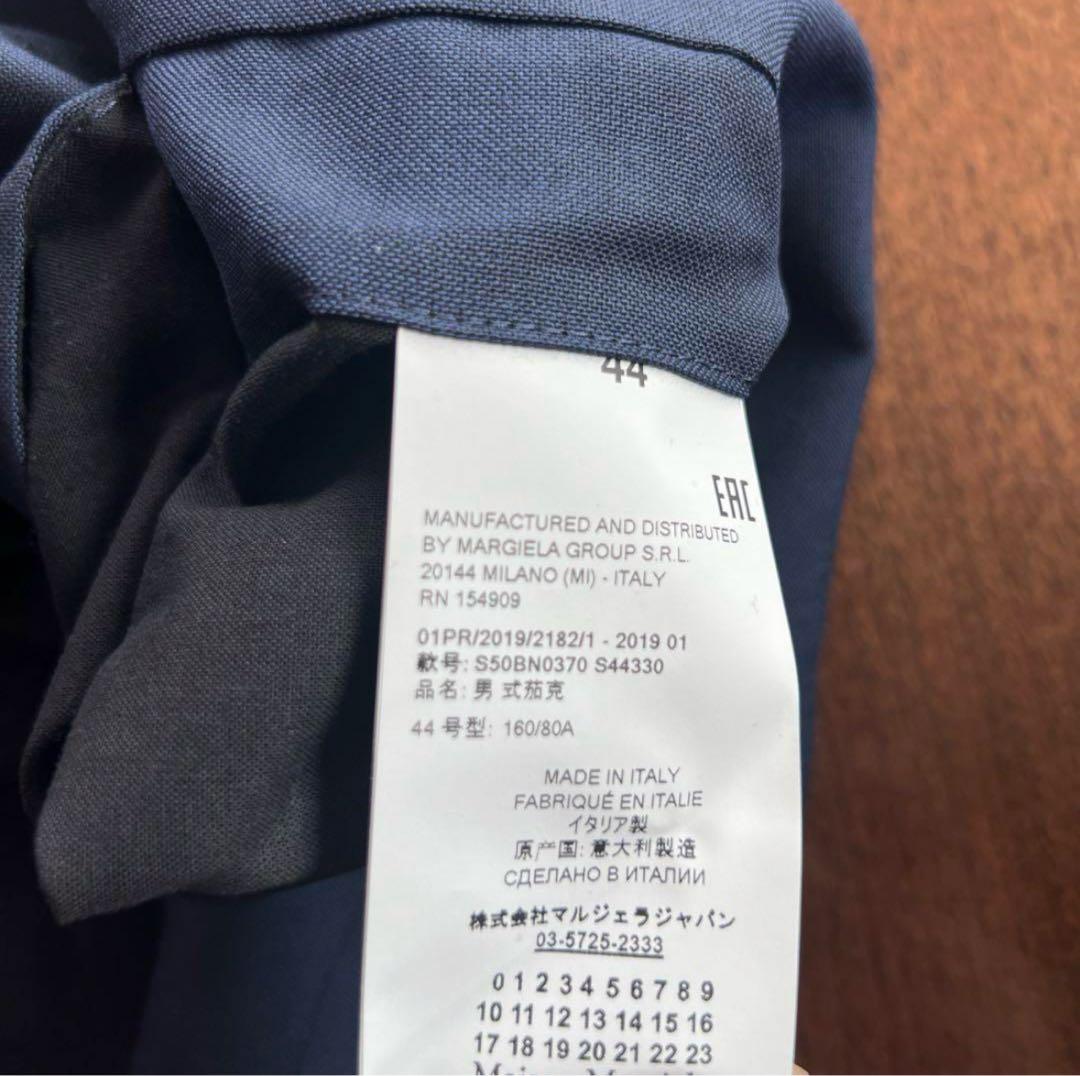 44
EAC
MANUFACTURED AND DISTRIBUTED
BY MARGIELA GROUP S.R.L.
20144 MILANO (MI) - ITALY
RN 154909
01PR/2019/2182/1 - 2019 01
款号: S50BN0370 S44330
品名: 男 式茄克
44 号型: 160/80A
MADE IN ITALY
FABRIQUÉ EN ITALIE
イタリア製
原产国: 意大利製造
СДЕЛАНО В ИТАЛИИ
株式会社マルジェラジャパン
03-5725-2333
0 1 2 3 4 5 6 7 8 9
10 11 12 13 14 15 16
17 18 19 20 21 22 23